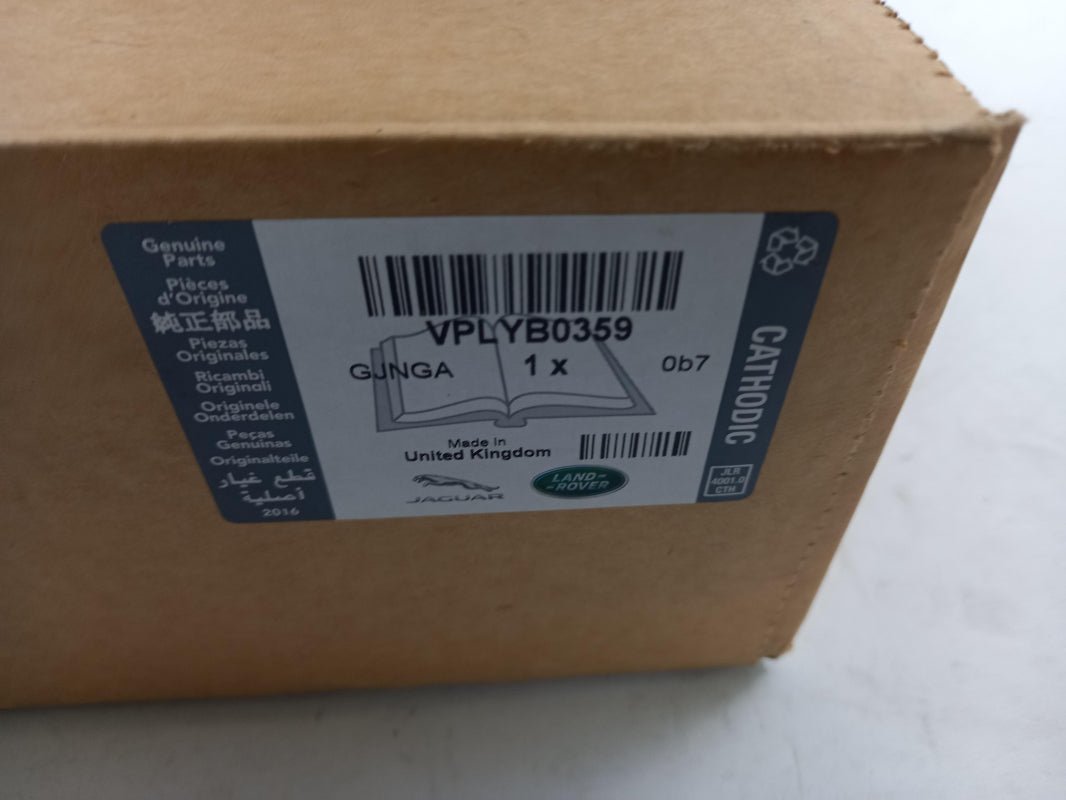 Genuine
Parts
Pièces
d'Origine
純正部品
Piezas
Originales
Ricambi
Originali
Originele
Onderdelen
Peças
Genuínas
Originalteile
قطع غيار
أصلية
2016
VPLYB0359
GJNGA 1 x 0b7
Made In
United Kingdom
JAGUAR
LAND-
-ROVER
CATHODIC
JLR
4001.0
CTH